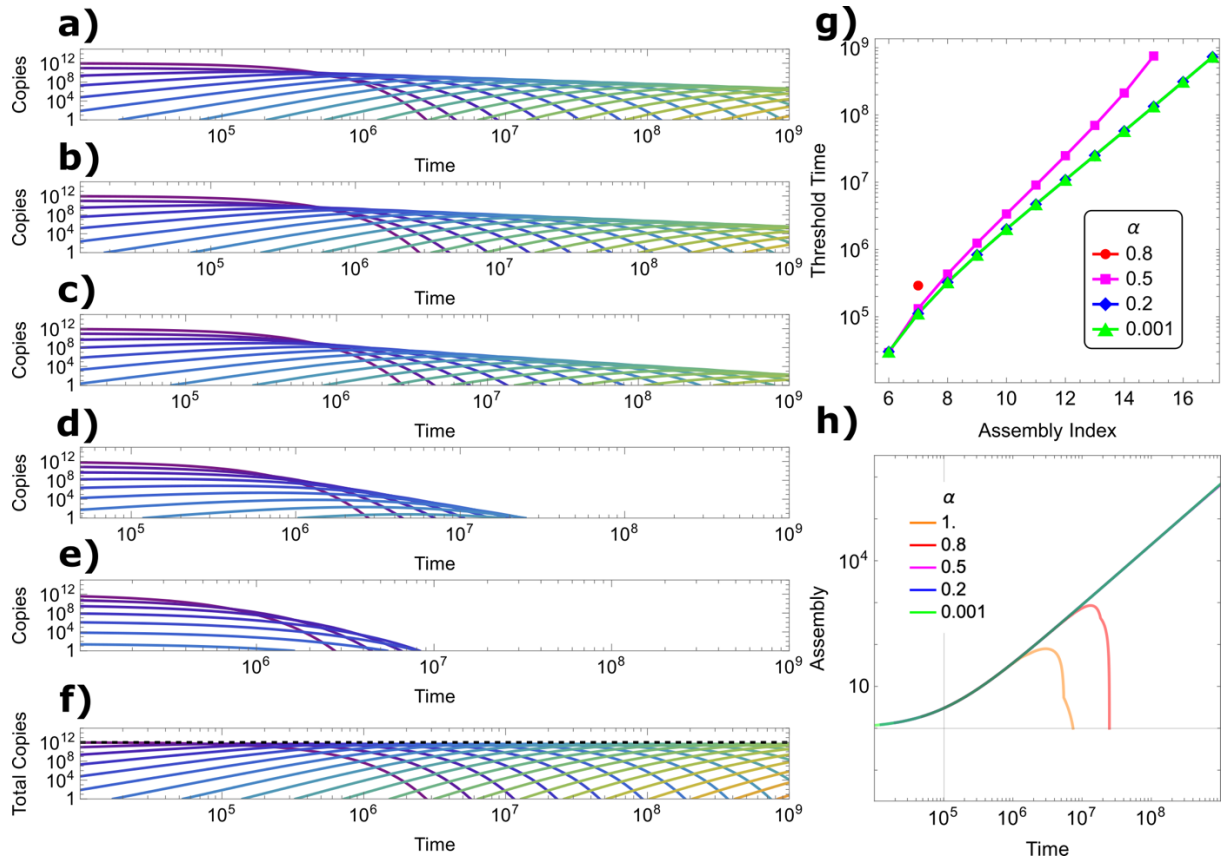 a)
Copies
10^12
10^8
10^4
1
10^5 10^6 10^7 10^8 10^9
Time
b)
Copies
10^12
10^8
10^4
1
10^5 10^6 10^7 10^8 10^9
Time
c)
Copies
10^12
10^8
10^4
1
10^5 10^6 10^7 10^8 10^9
Time
d)
Copies
10^12
10^8
10^4
1
10^5 10^6 10^7 10^8 10^9
Time
e)
Copies
10^12
10^8
10^4
1
10^6 10^7 10^8 10^9
Time
f)
Total Copies
10^12
10^8
10^4
1
10^5 10^6 10^7 10^8 10^9
Time
g)
Threshold Time
10^9
10^8
10^7
10^6
10^5
α
0.8
0.5
0.2
0.001
6 8 10 12 14 16
Assembly Index
h)
Assembly
10^4
10
α
1.
0.8
0.5
0.2
0.001
10^5 10^6 10^7 10^8
Time